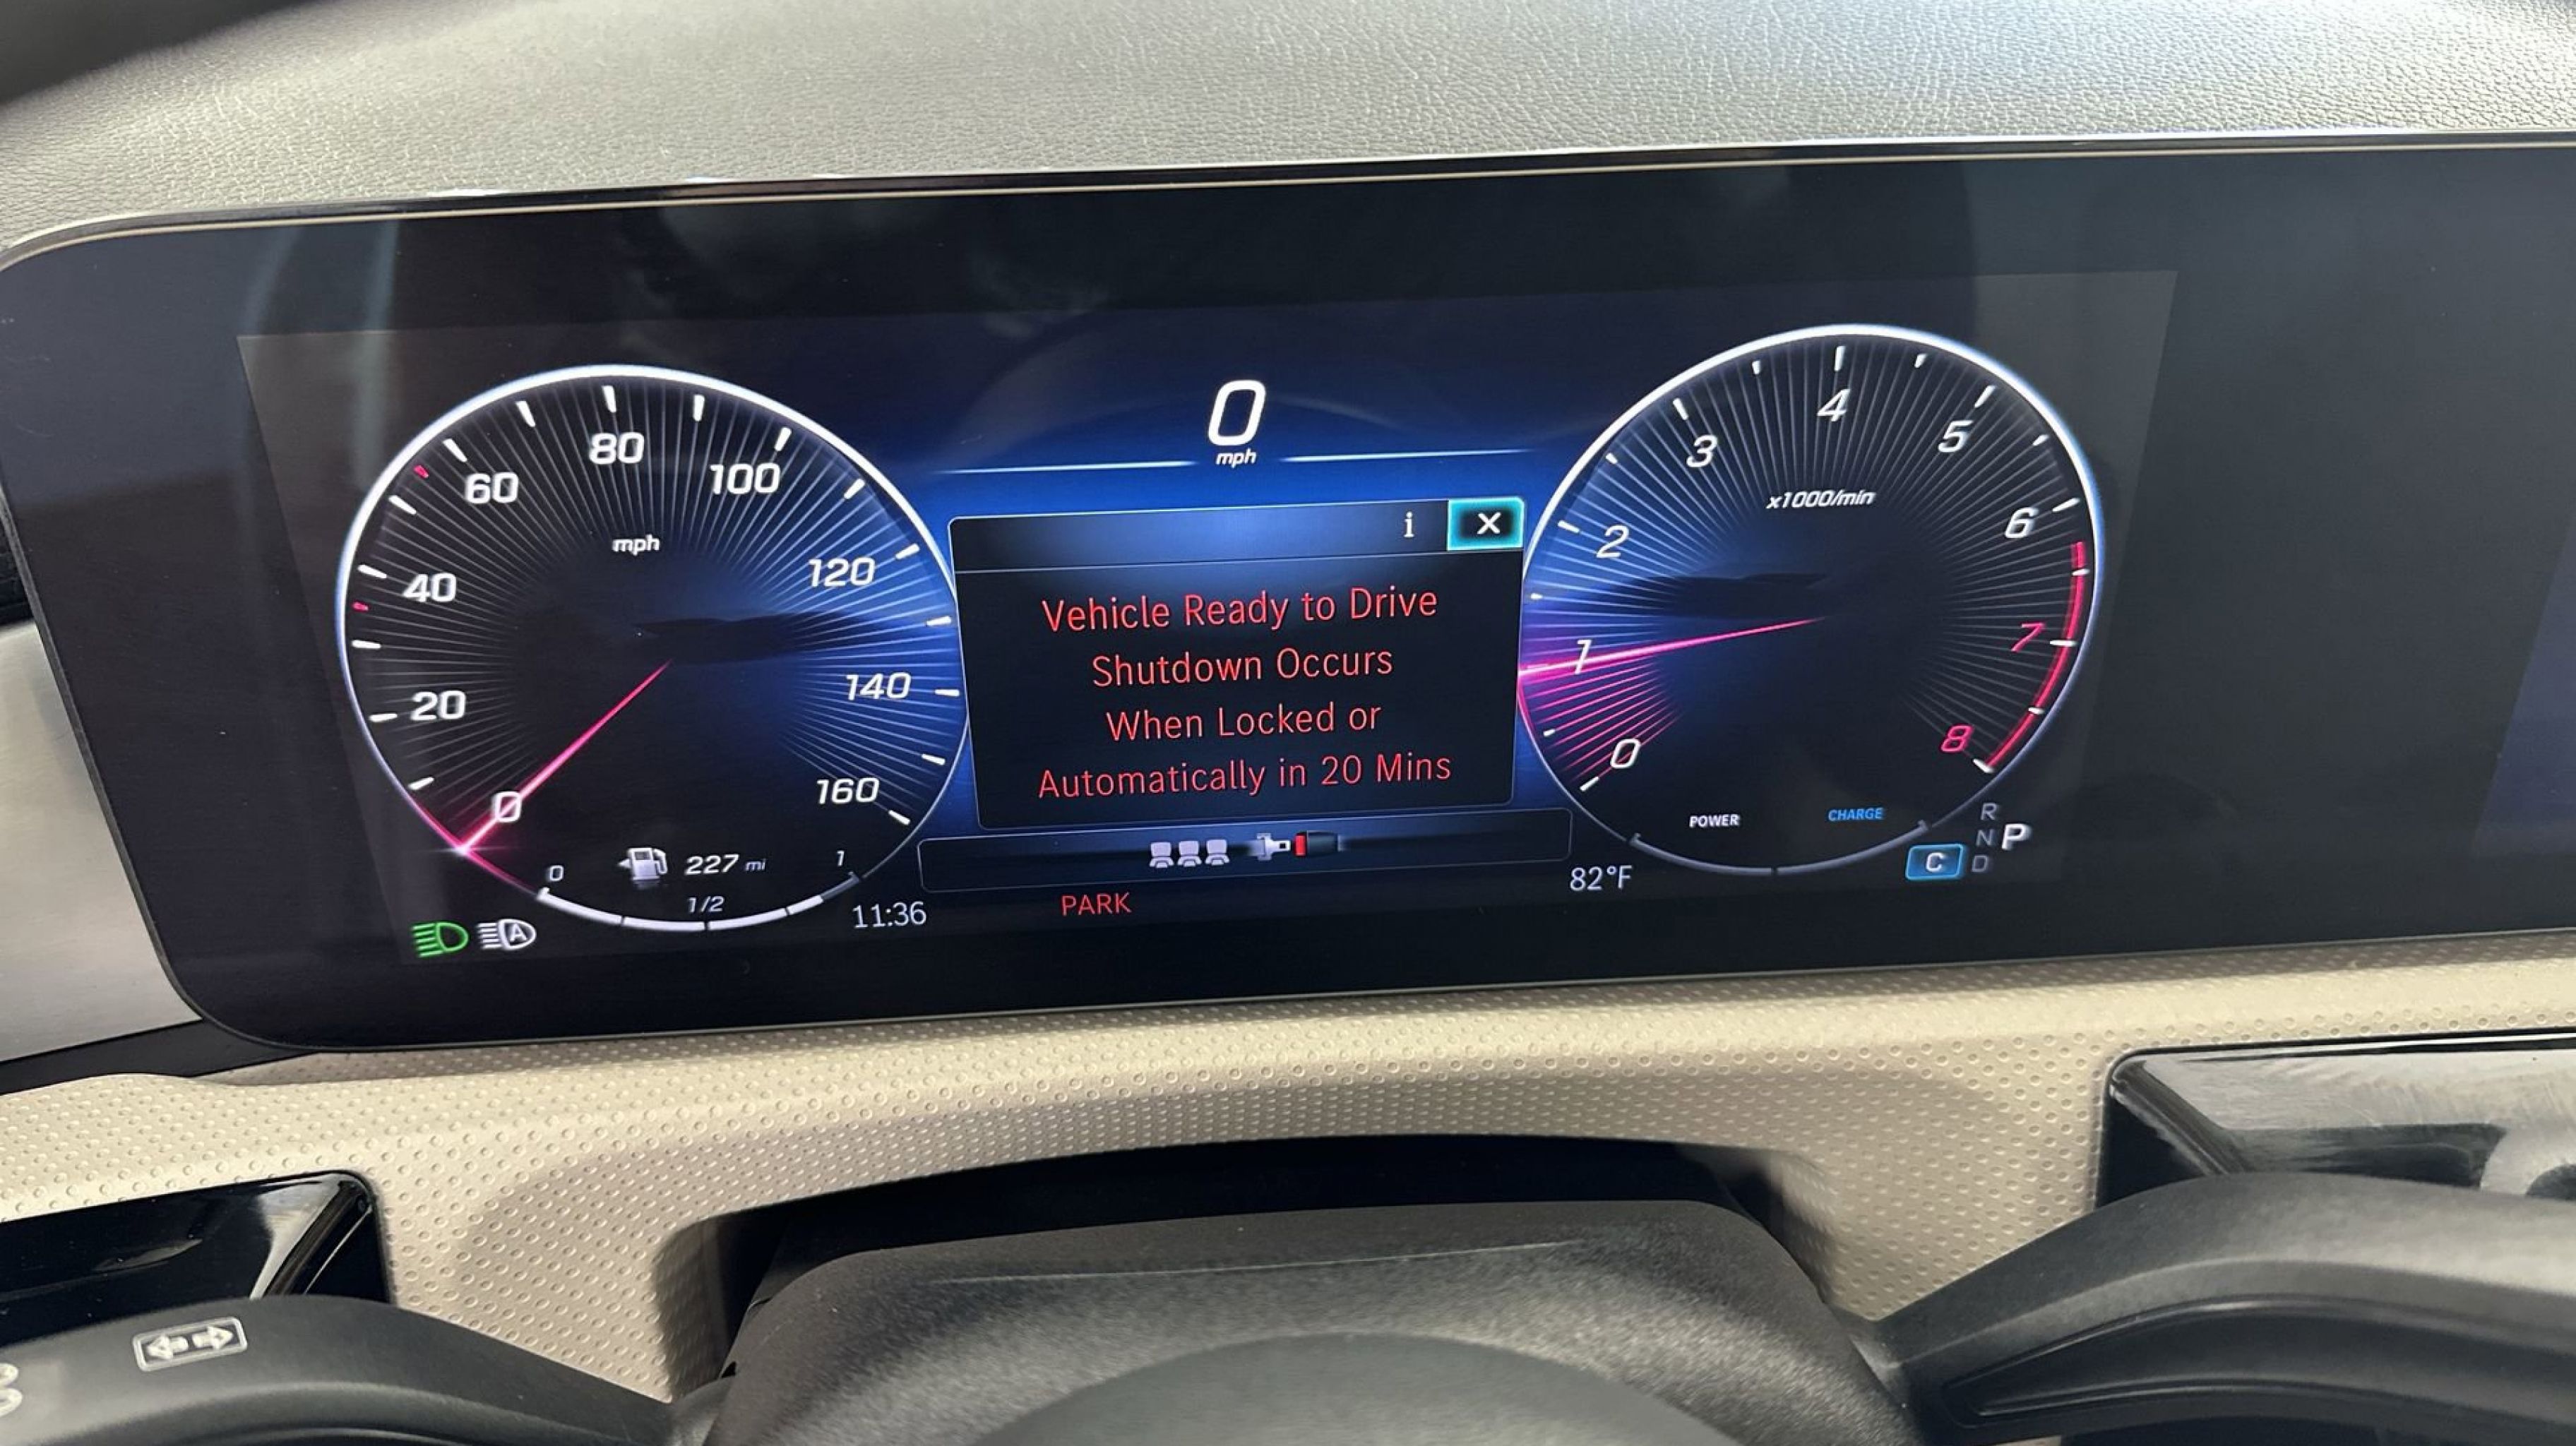 0
mph
i X
Vehicle Ready to Drive
Shutdown Occurs
When Locked or
Automatically in 20 Mins
0
20
40
60
80
100
120
140
160
mph
227 mi
0 1/2 1
11:36
PARK
82°F
0
1
2
3
4
5
6
7
8
x1000/min
POWER CHARGE
R
N P
C D
A